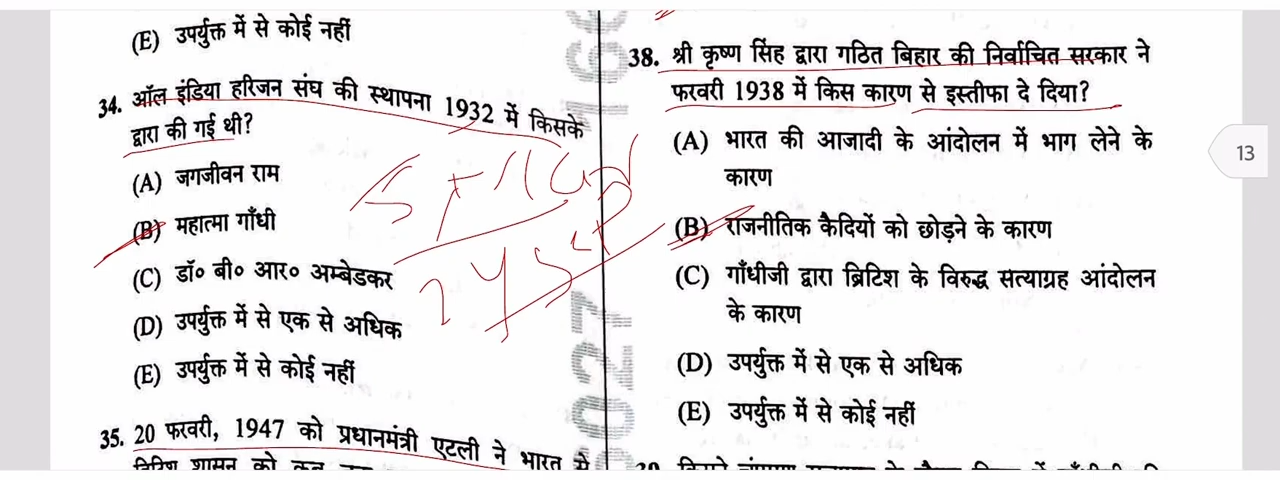 (E) उपर्युक्त में से कोई नहीं
34. ऑल इंडिया हरिजन संघ की स्थापना 1932 में किसके
द्वारा की गई थी?
(A) जगजीवन राम
(B) महात्मा गाँधी
(C) डॉ० बी० आर० अम्बेडकर
(D) उपर्युक्त में से एक से अधिक
(E) उपर्युक्त में से कोई नहीं
35. 20 फरवरी, 1947 को प्रधानमंत्री एटली ने भारत से
38. श्री कृष्ण सिंह द्वारा गठित बिहार की निर्वाचित सरकार ने
फरवरी 1938 में किस कारण से इस्तीफा दे दिया?
(A) भारत की आजादी के आंदोलन में भाग लेने के
कारण
(B) राजनीतिक कैदियों को छोड़ने के कारण
(C) गाँधीजी द्वारा ब्रिटिश के विरुद्ध सत्याग्रह आंदोलन
के कारण
(D) उपर्युक्त में से एक से अधिक
(E) उपर्युक्त में से कोई नहीं
13